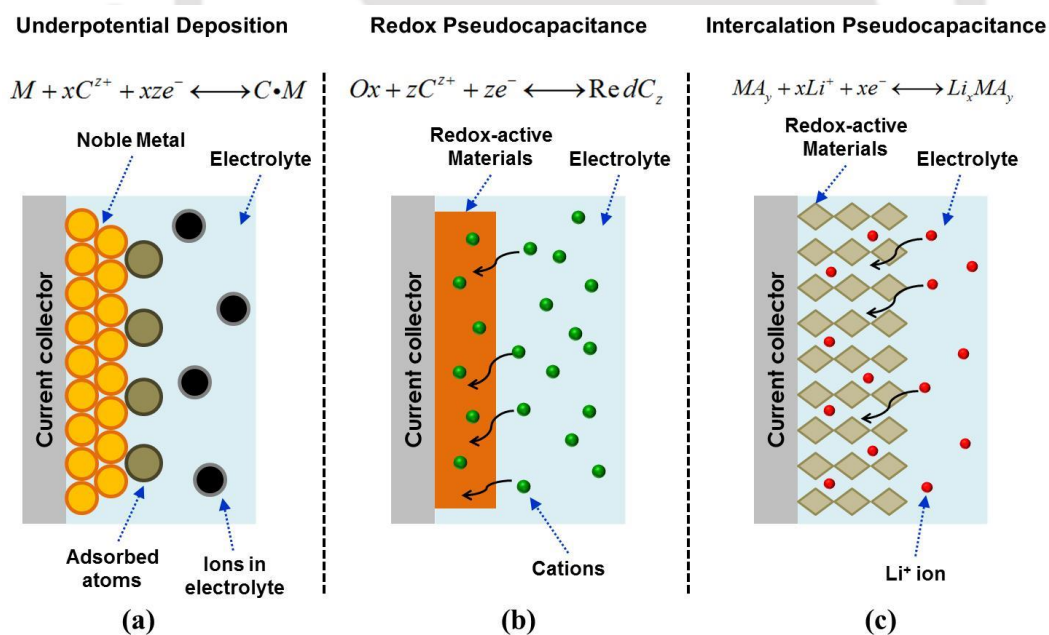 Underpotential Deposition
M + xC^{z+} + xze^- ⟷ C•M
Noble Metal
Electrolyte
Current collector
Adsorbed
atoms
Ions in
electrolyte
(a)
Redox Pseudocapacitance
Ox + zC^{z+} + ze^- ⟷ RedC_z
Redox-active
Materials
Electrolyte
Current collector
Cations
(b)
Intercalation Pseudocapacitance
MA_y + xLi^+ + xe^- ⟷ Li_xMA_y
Redox-active
Materials
Electrolyte
Current collector
Li^+ ion
(c)